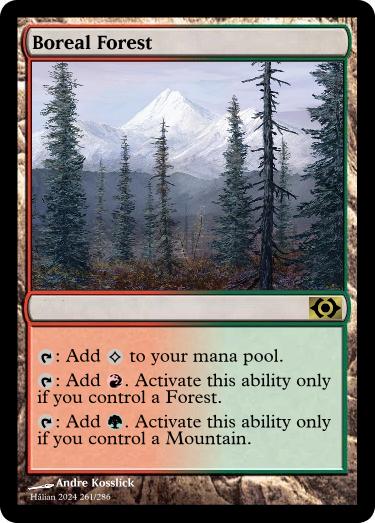 Boreal Forest
: Add to your mana pool.
: Add . Activate this ability only
if you control a Forest.
: Add . Activate this ability only
if you control a Mountain.
Andre Kosslick
Hálian 2024 261/286